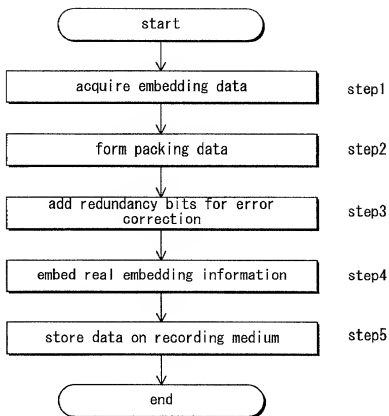 start
acquire embedding data step1
form packing data step2
add redundancy bits for error
correction step3
embed real embedding information step4
store data on recording medium step5
end